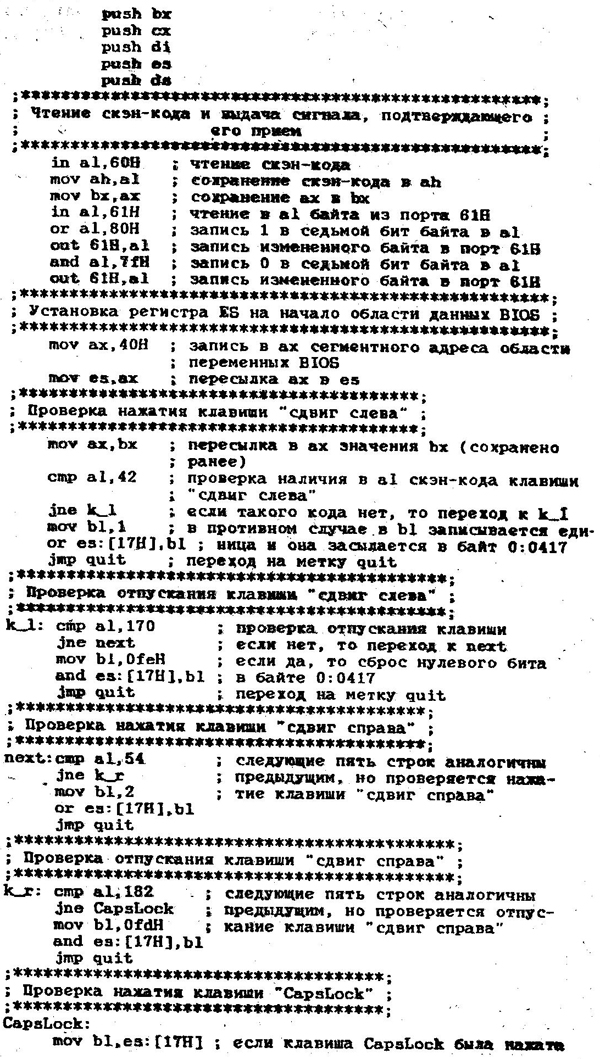 push bx
push cx
push di
push es
push ds
;****************************************************;
; Чтение скэн-кода и выдача сигнала, подтверждающего ;
; его прием ;
;****************************************************;
in al,60H ; чтение скэн-кода
mov ah,al ; сохранение скэн-кода в ah
mov bx,ax ; сохранение ax в bx
in al,61H ; чтение в al байта из порта 61H
or al,80H ; запись 1 в седьмой бит байта в al
out 61H,al ; запись измененного байта в порт 61H
and al,7fH ; запись 0 в седьмой бит байта в al
out 61H,al ; запись измененного байта в порт 61H
;*****************************************************;
; Установка регистра ES на начало области данных BIOS ;
;*****************************************************;
mov ax,40H ; запись в ax сегментного адреса области
; переменных BIOS
mov es,ax ; пересылка ax в es
;****************************************;
; Проверка нажатия клавиши "сдвиг слева" ;
;****************************************;
mov ax,bx ; пересылка в ax значения bx (сохранено
; ранее)
cmp al,42 ; проверка наличия в al скэн-кода клавиши
; "сдвиг слева"
jne k_l ; если такого кода нет, то переход к k_l
mov bl,1 ; в противном случае в bl записывается еди-
or es:[17H],bl ; ница и она засылается в байт 0:0417
jmp quit ; переход на метку quit
;*******************************************;
; Проверка отпускания клавиши "сдвиг слева" ;
;*******************************************;
k_l: cmp al,170 ; проверка отпускания клавиши
jne next ; если нет, то переход к next
mov bl,0feH ; если да, то сброс нулевого бита
and es:[17H],bl ; в байте 0:0417
jmp quit ; переход на метку quit
;*****************************************;
; Проверка нажатия клавиши "сдвиг справа" ;
;*****************************************;
next:cmp al,54 ; следующие пять строк аналогичны
jne k_r ; предыдущим, но проверяется нажа-
mov bl,2 ; тие клавиши "сдвиг справа"
or es:[17H],bl
jmp quit
;********************************************;
; Проверка отпускания клавиши "сдвиг справа" ;
;********************************************;
k_r: cmp al,182 ; следующие пять строк аналогичны
jne CapsLock ; предыдущим, но проверяется отпус-
mov bl,0fdH ; кание клавиши "сдвиг справа"
and es:[17H],bl
jmp quit
;*************************************;
; Проверка нажатия клавиши "CapsLock" ;
;*************************************;
CapsLock:
mov bl,es:[17H] ; если клавиша CapsLock была нажата